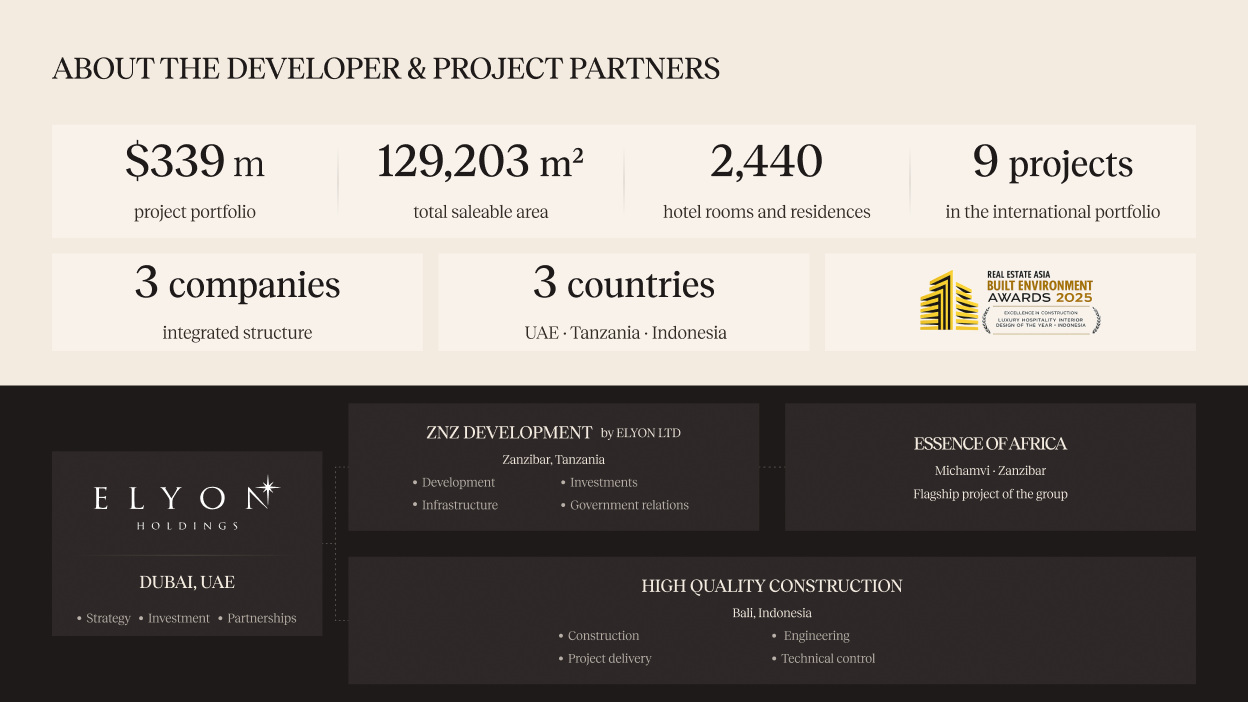 ABOUT THE DEVELOPER & PROJECT PARTNERS
$339 m
project portfolio
129,203 m²
total saleable area
2,440
hotel rooms and residences
9 projects
in the international portfolio
3 companies
integrated structure
3 countries
UAE · Tanzania · Indonesia
REAL ESTATE ASIA
BUILT ENVIRONMENT
AWARDS 2025
EXCELLENCE IN CONSTRUCTION
LUXURY HOSPITALITY INTERIOR
DESIGN OF THE YEAR - INDONESIA
ELYON
HOLDINGS
DUBAI, UAE
• Strategy • Investment • Partnerships
ZNZ DEVELOPMENT by ELYON LTD
Zanzibar, Tanzania
• Development • Investments
• Infrastructure • Government relations
ESSENCE OF AFRICA
Michamvi · Zanzibar
Flagship project of the group
HIGH QUALITY CONSTRUCTION
Bali, Indonesia
• Construction • Engineering
• Project delivery • Technical control